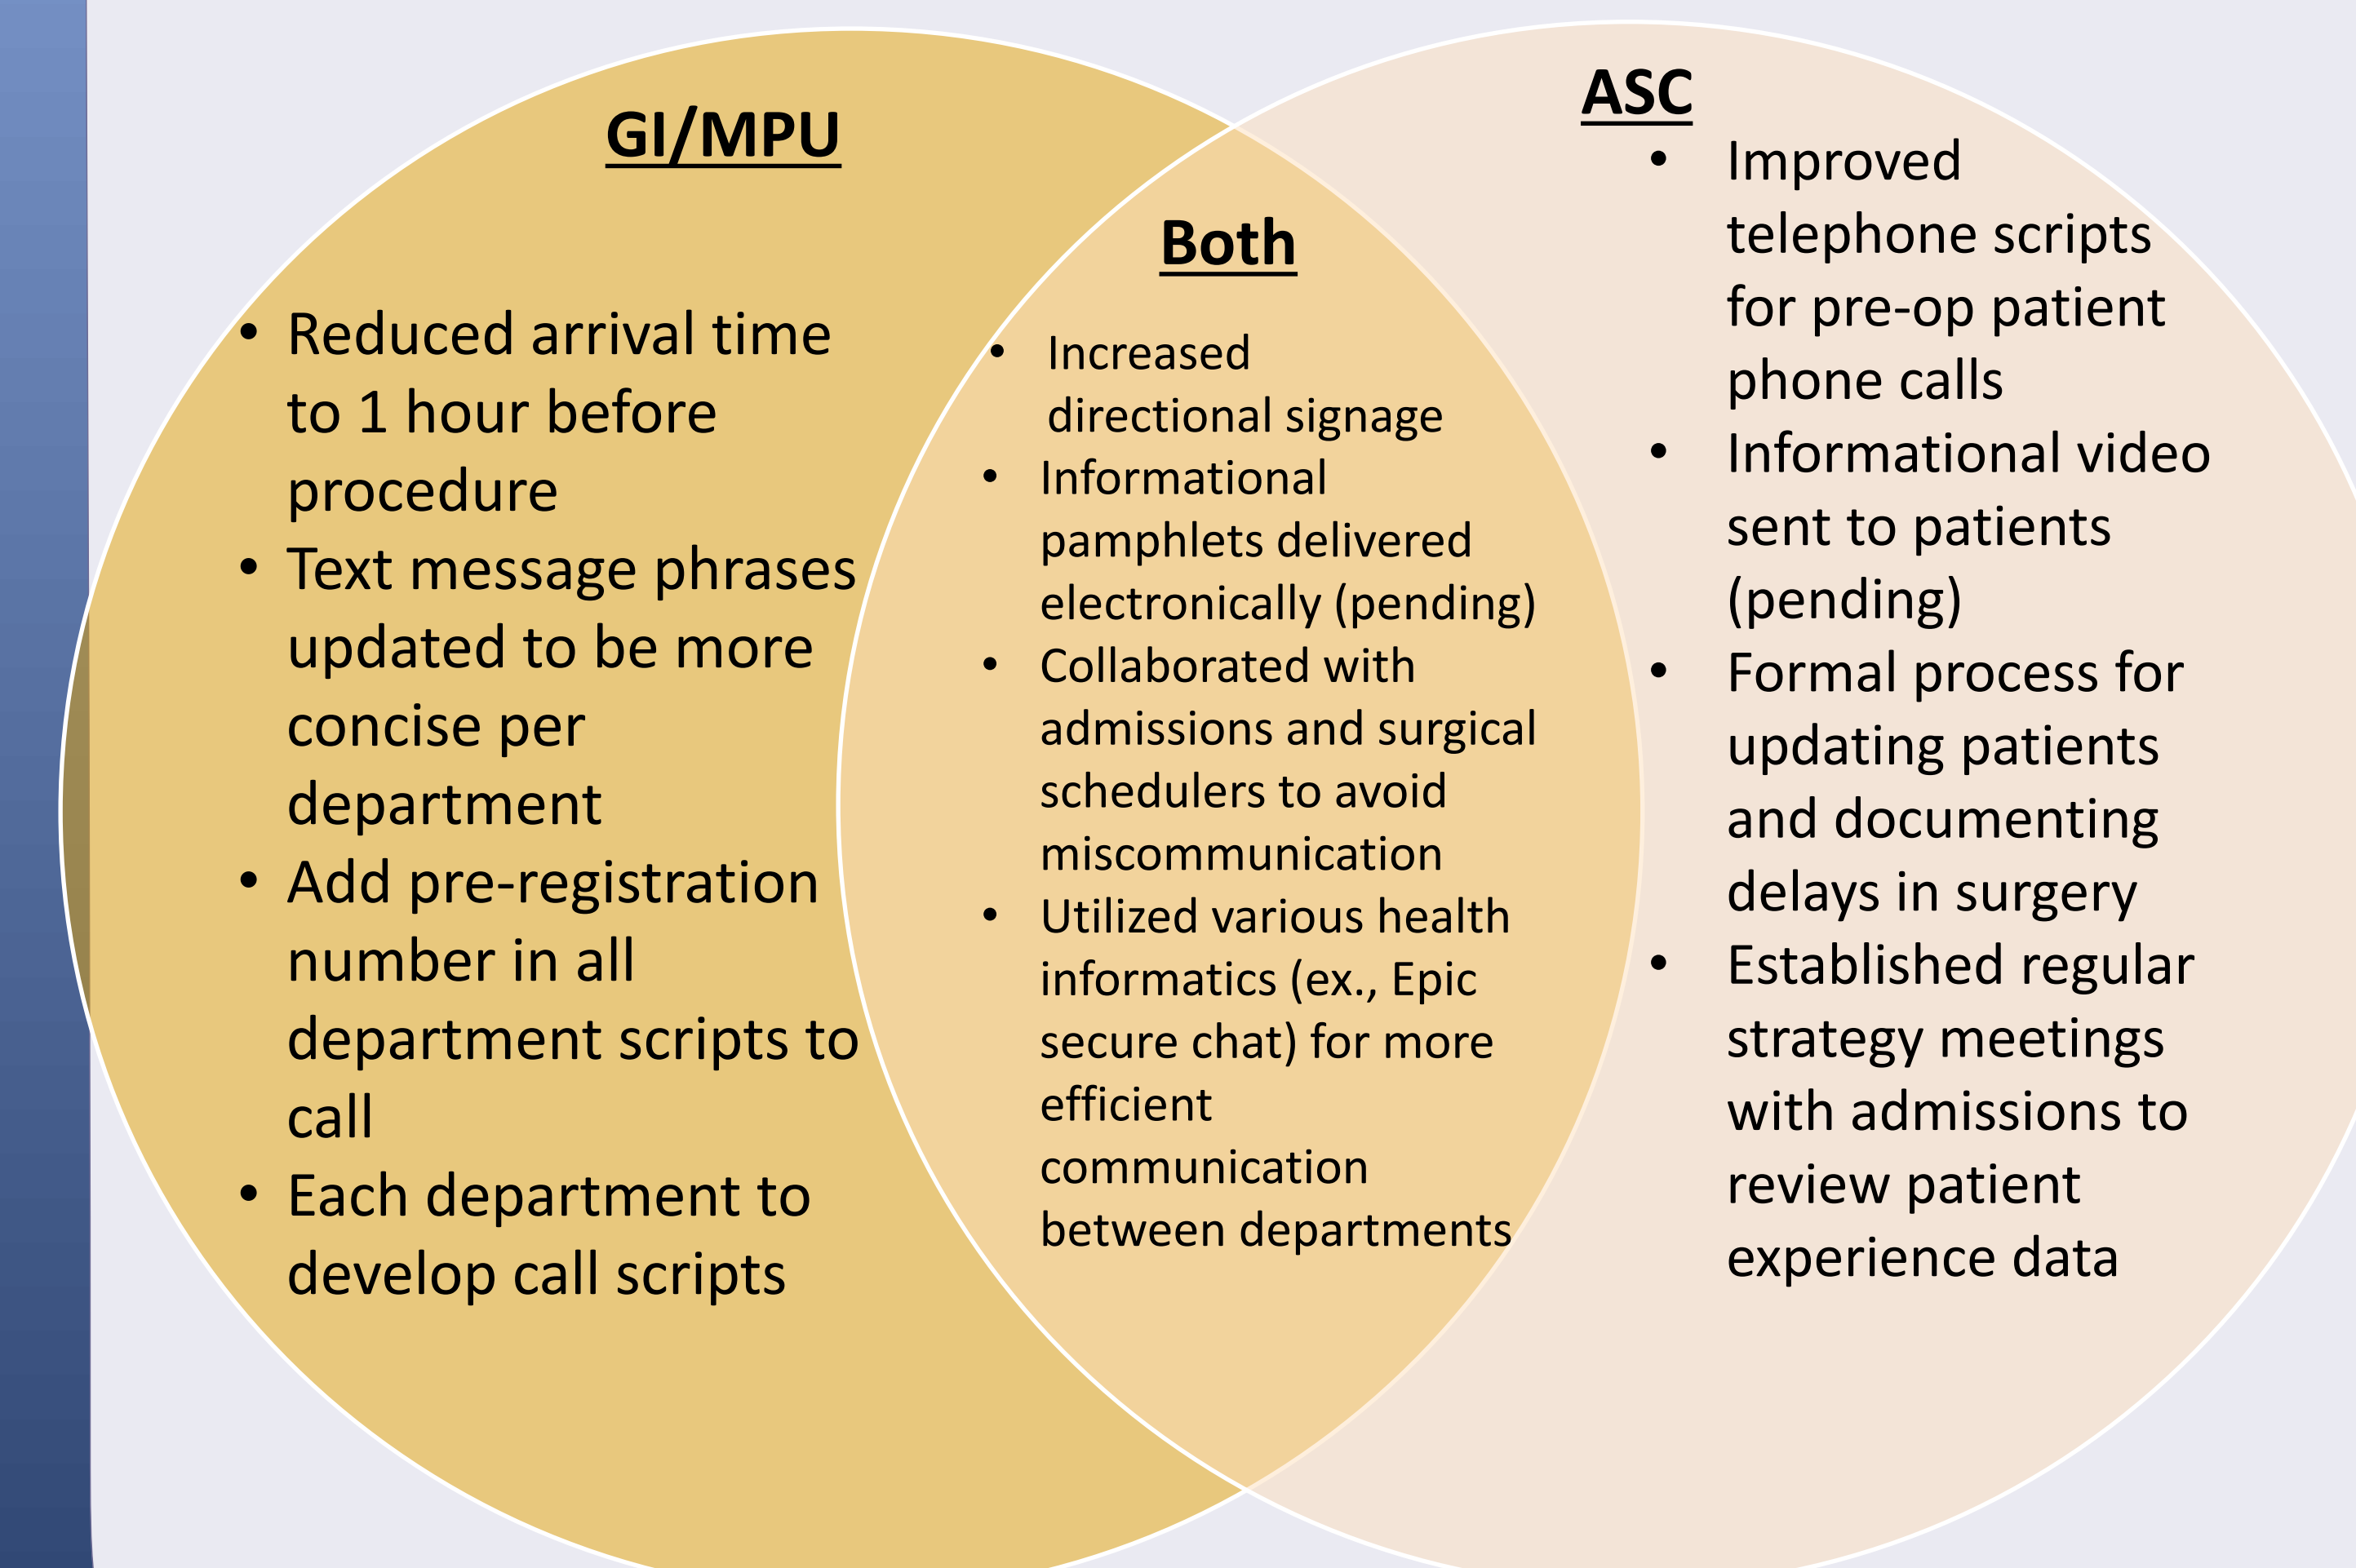 GI/MPU
• Reduced arrival time
to 1 hour before
procedure
• Text message phrases
updated to be more
concise per
department
• Add pre-registration
number in all
department scripts to
call
• Each department to
develop call scripts
Both
• Increased
directional signage
• Informational
pamphlets delivered
electronically (pending)
• Collaborated with
admissions and surgical
schedulers to avoid
miscommunication
• Utilized various health
informatics (ex., Epic
secure chat) for more
efficient
communication
between departments
ASC
• Improved
telephone scripts
for pre-op patient
phone calls
• Informational video
sent to patients
(pending)
• Formal process for
updating patients
and documenting
delays in surgery
• Established regular
strategy meetings
with admissions to
review patient
experience data